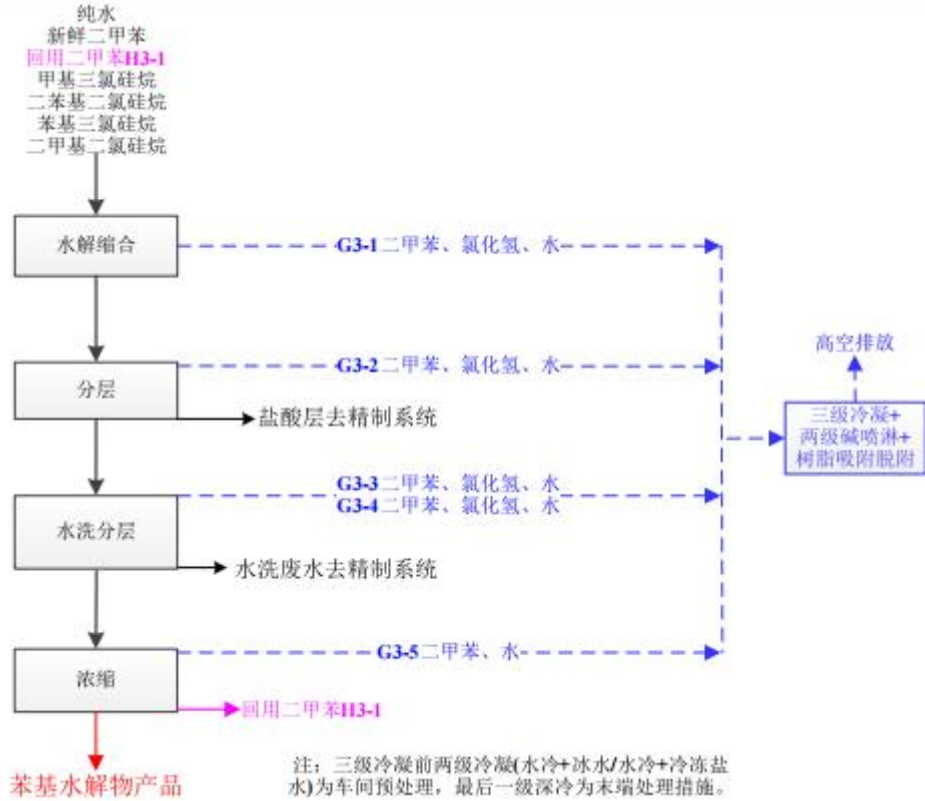 纯水
新鲜二甲苯
回用二甲苯H3-1
甲基三氯硅烷
二苯基二氯硅烷
苯基三氯硅烷
二甲基二氯硅烷
水解缩合
G3-1二甲苯、氯化氢、水
分层
G3-2二甲苯、氯化氢、水
盐酸层去精制系统
高空排放
三级冷凝+
两级碱喷淋+
树脂吸附脱附
水洗分层
G3-3二甲苯、氯化氢、水
G3-4二甲苯、氯化氢、水
水洗废水去精制系统
浓缩
G3-5二甲苯、水
回用二甲苯H3-1
苯基水解物产品
注：三级冷凝前两级冷凝(水冷+冰水/水冷+冷冻盐
水)为车间预处理，最后一级深冷为末端处理措施。